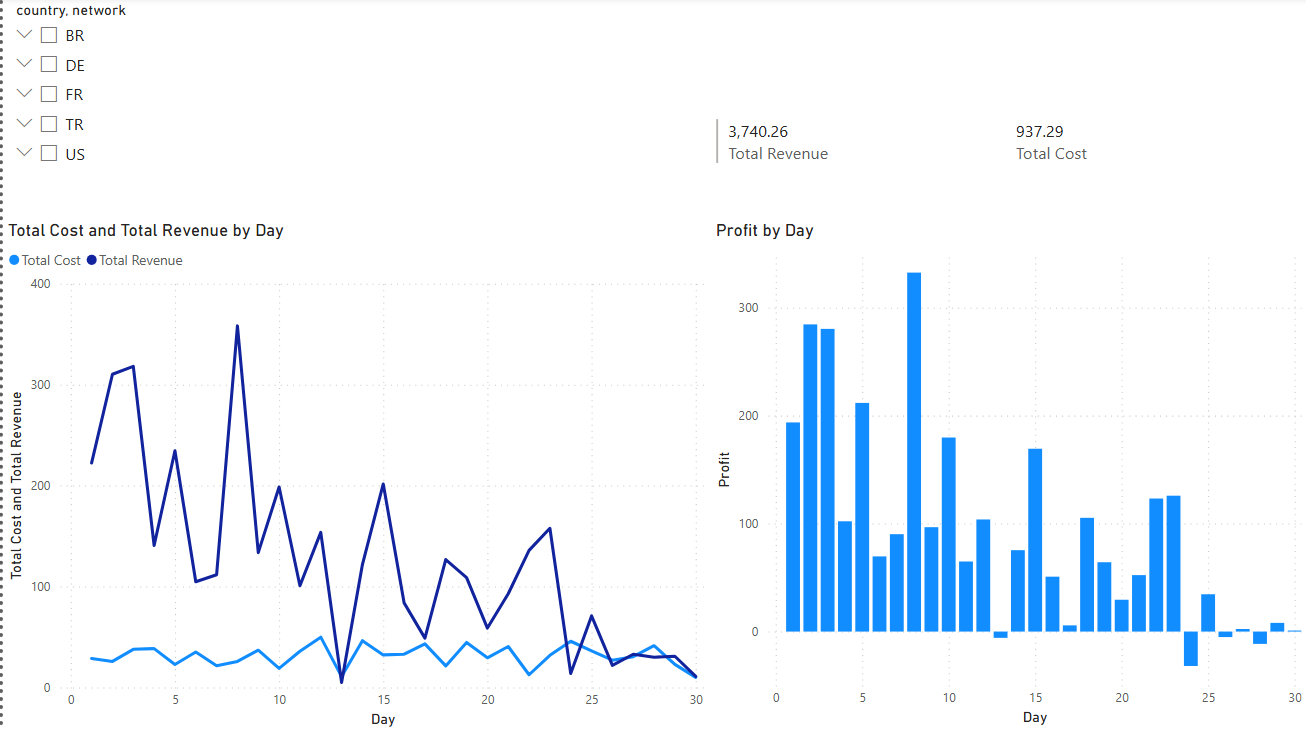 country, network
BR
DE
FR
TR
US
3,740.26
Total Revenue
937.29
Total Cost
Total Cost and Total Revenue by Day
Total Cost Total Revenue
Total Cost and Total Revenue
400
300
200
100
0
0 5 10 15 20 25 30
Day
Profit by Day
Profit
300
200
100
0
0 5 10 15 20 25 30
Day